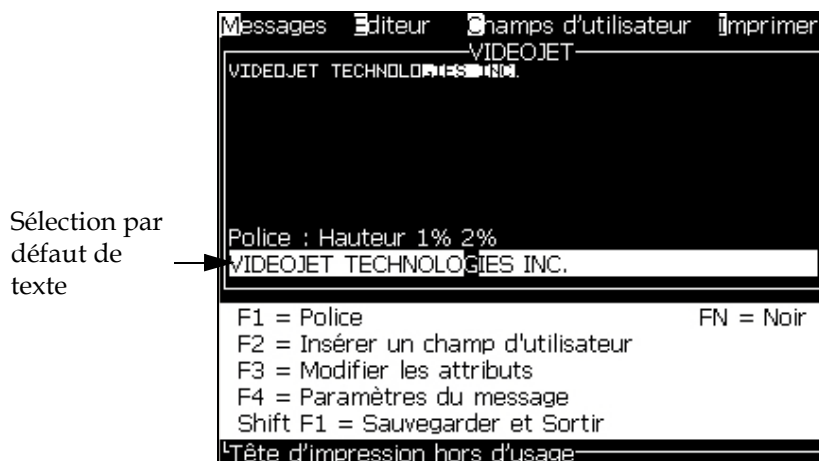 Messages Editeur Champs d'utilisateur Imprimer
VIDEOJET
VIDEOJET TECHNOLOGIES INC.
Sélection par
défaut de
texte
Police : Hauteur 1% 2%
VIDEOJET TECHNOLOGIES INC.
F1 = Police FN = Noir
F2 = Insérer un champ d'utilisateur
F3 = Modifier les attributs
F4 = Paramètres du message
Shift F1 = Sauvegarder et Sortir
Tête d'impression hors d'usage